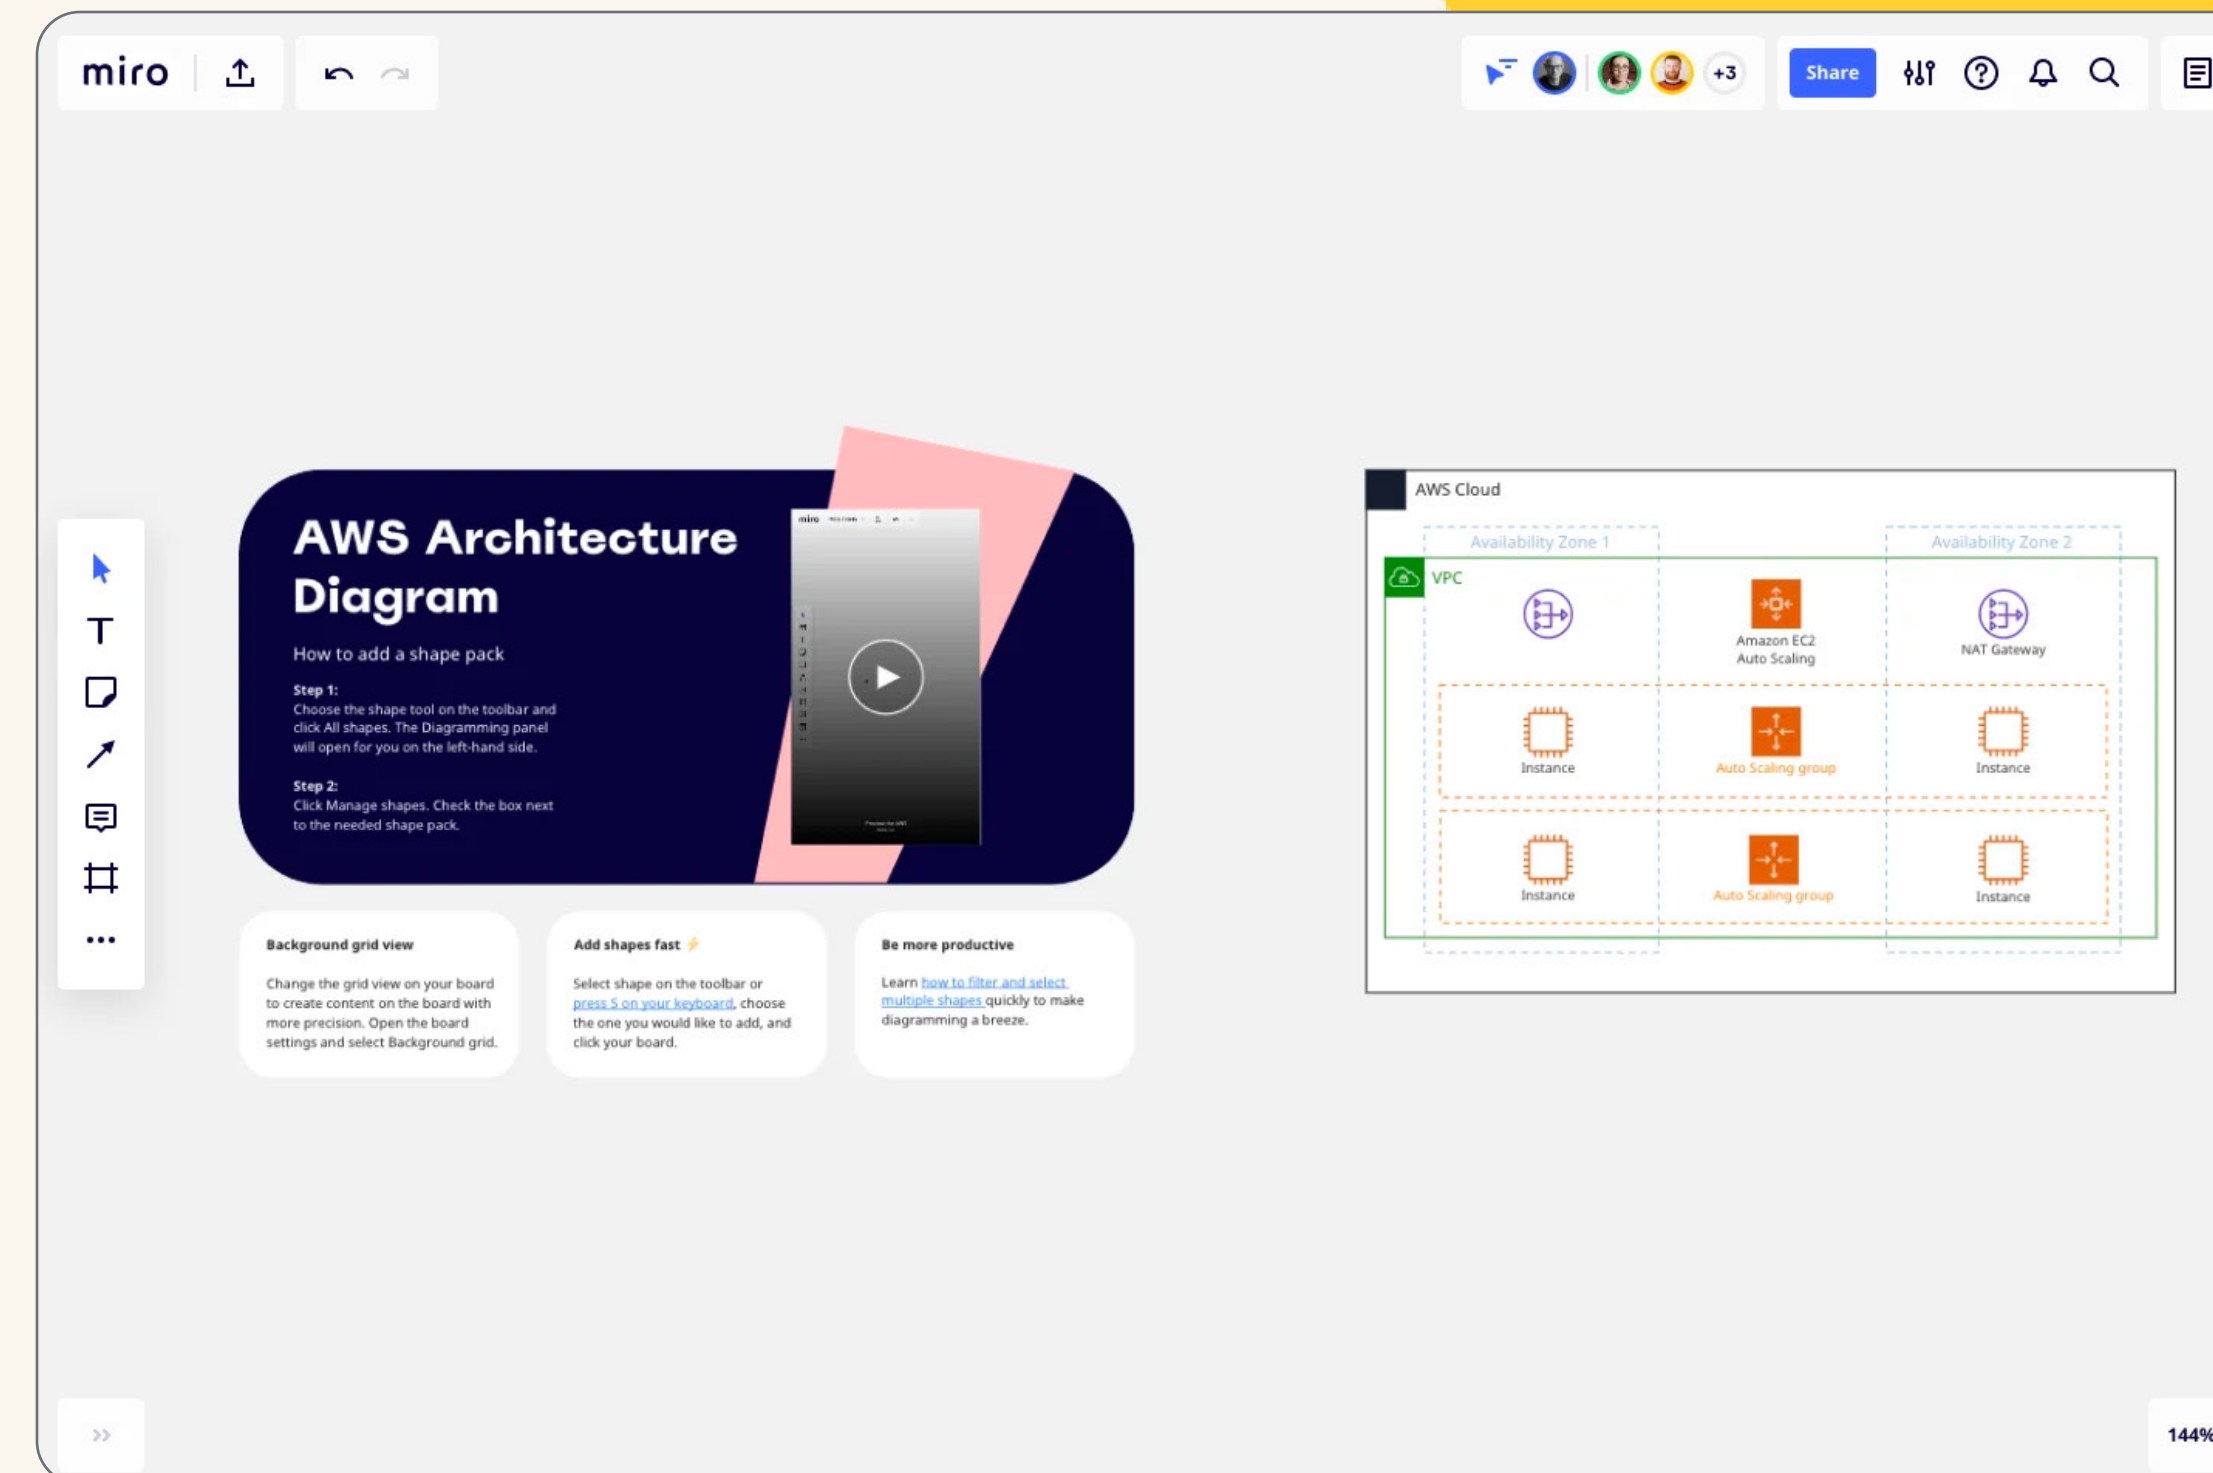 miro
+3
Share
AWS Architecture
Diagram
How to add a shape pack
Step 1:
Choose the shape tool on the toolbar and
click All shapes. The Diagramming panel
will open for you on the left-hand side.
Step 2:
Click Manage shapes. Check the box next
to the needed shape pack.
miro
Background grid view
Change the grid view on your board
to create content on the board with
more precision. Open the board
settings and select Background grid.
Add shapes fast ⚡
Select shape on the toolbar or
press S on your keyboard, choose
the one you would like to add, and
click your board.
Be more productive
Learn how to filter and select
multiple shapes quickly to make
diagramming a breeze.
AWS Cloud
Availability Zone 1
Availability Zone 2
VPC
Amazon EC2
Auto Scaling
NAT Gateway
Instance
Auto Scaling group
Instance
Instance
Auto Scaling group
Instance
144%